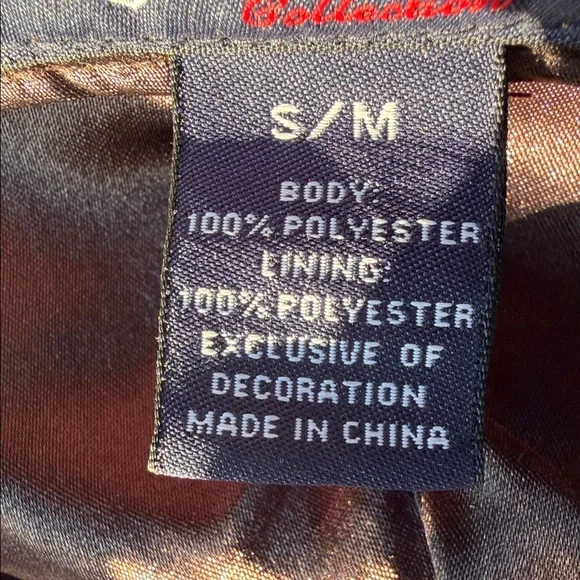 Collection
S/M
BODY:
100% POLYESTER
LINING:
100% POLYESTER
EXCLUSIVE OF
DECORATION
MADE IN CHINA